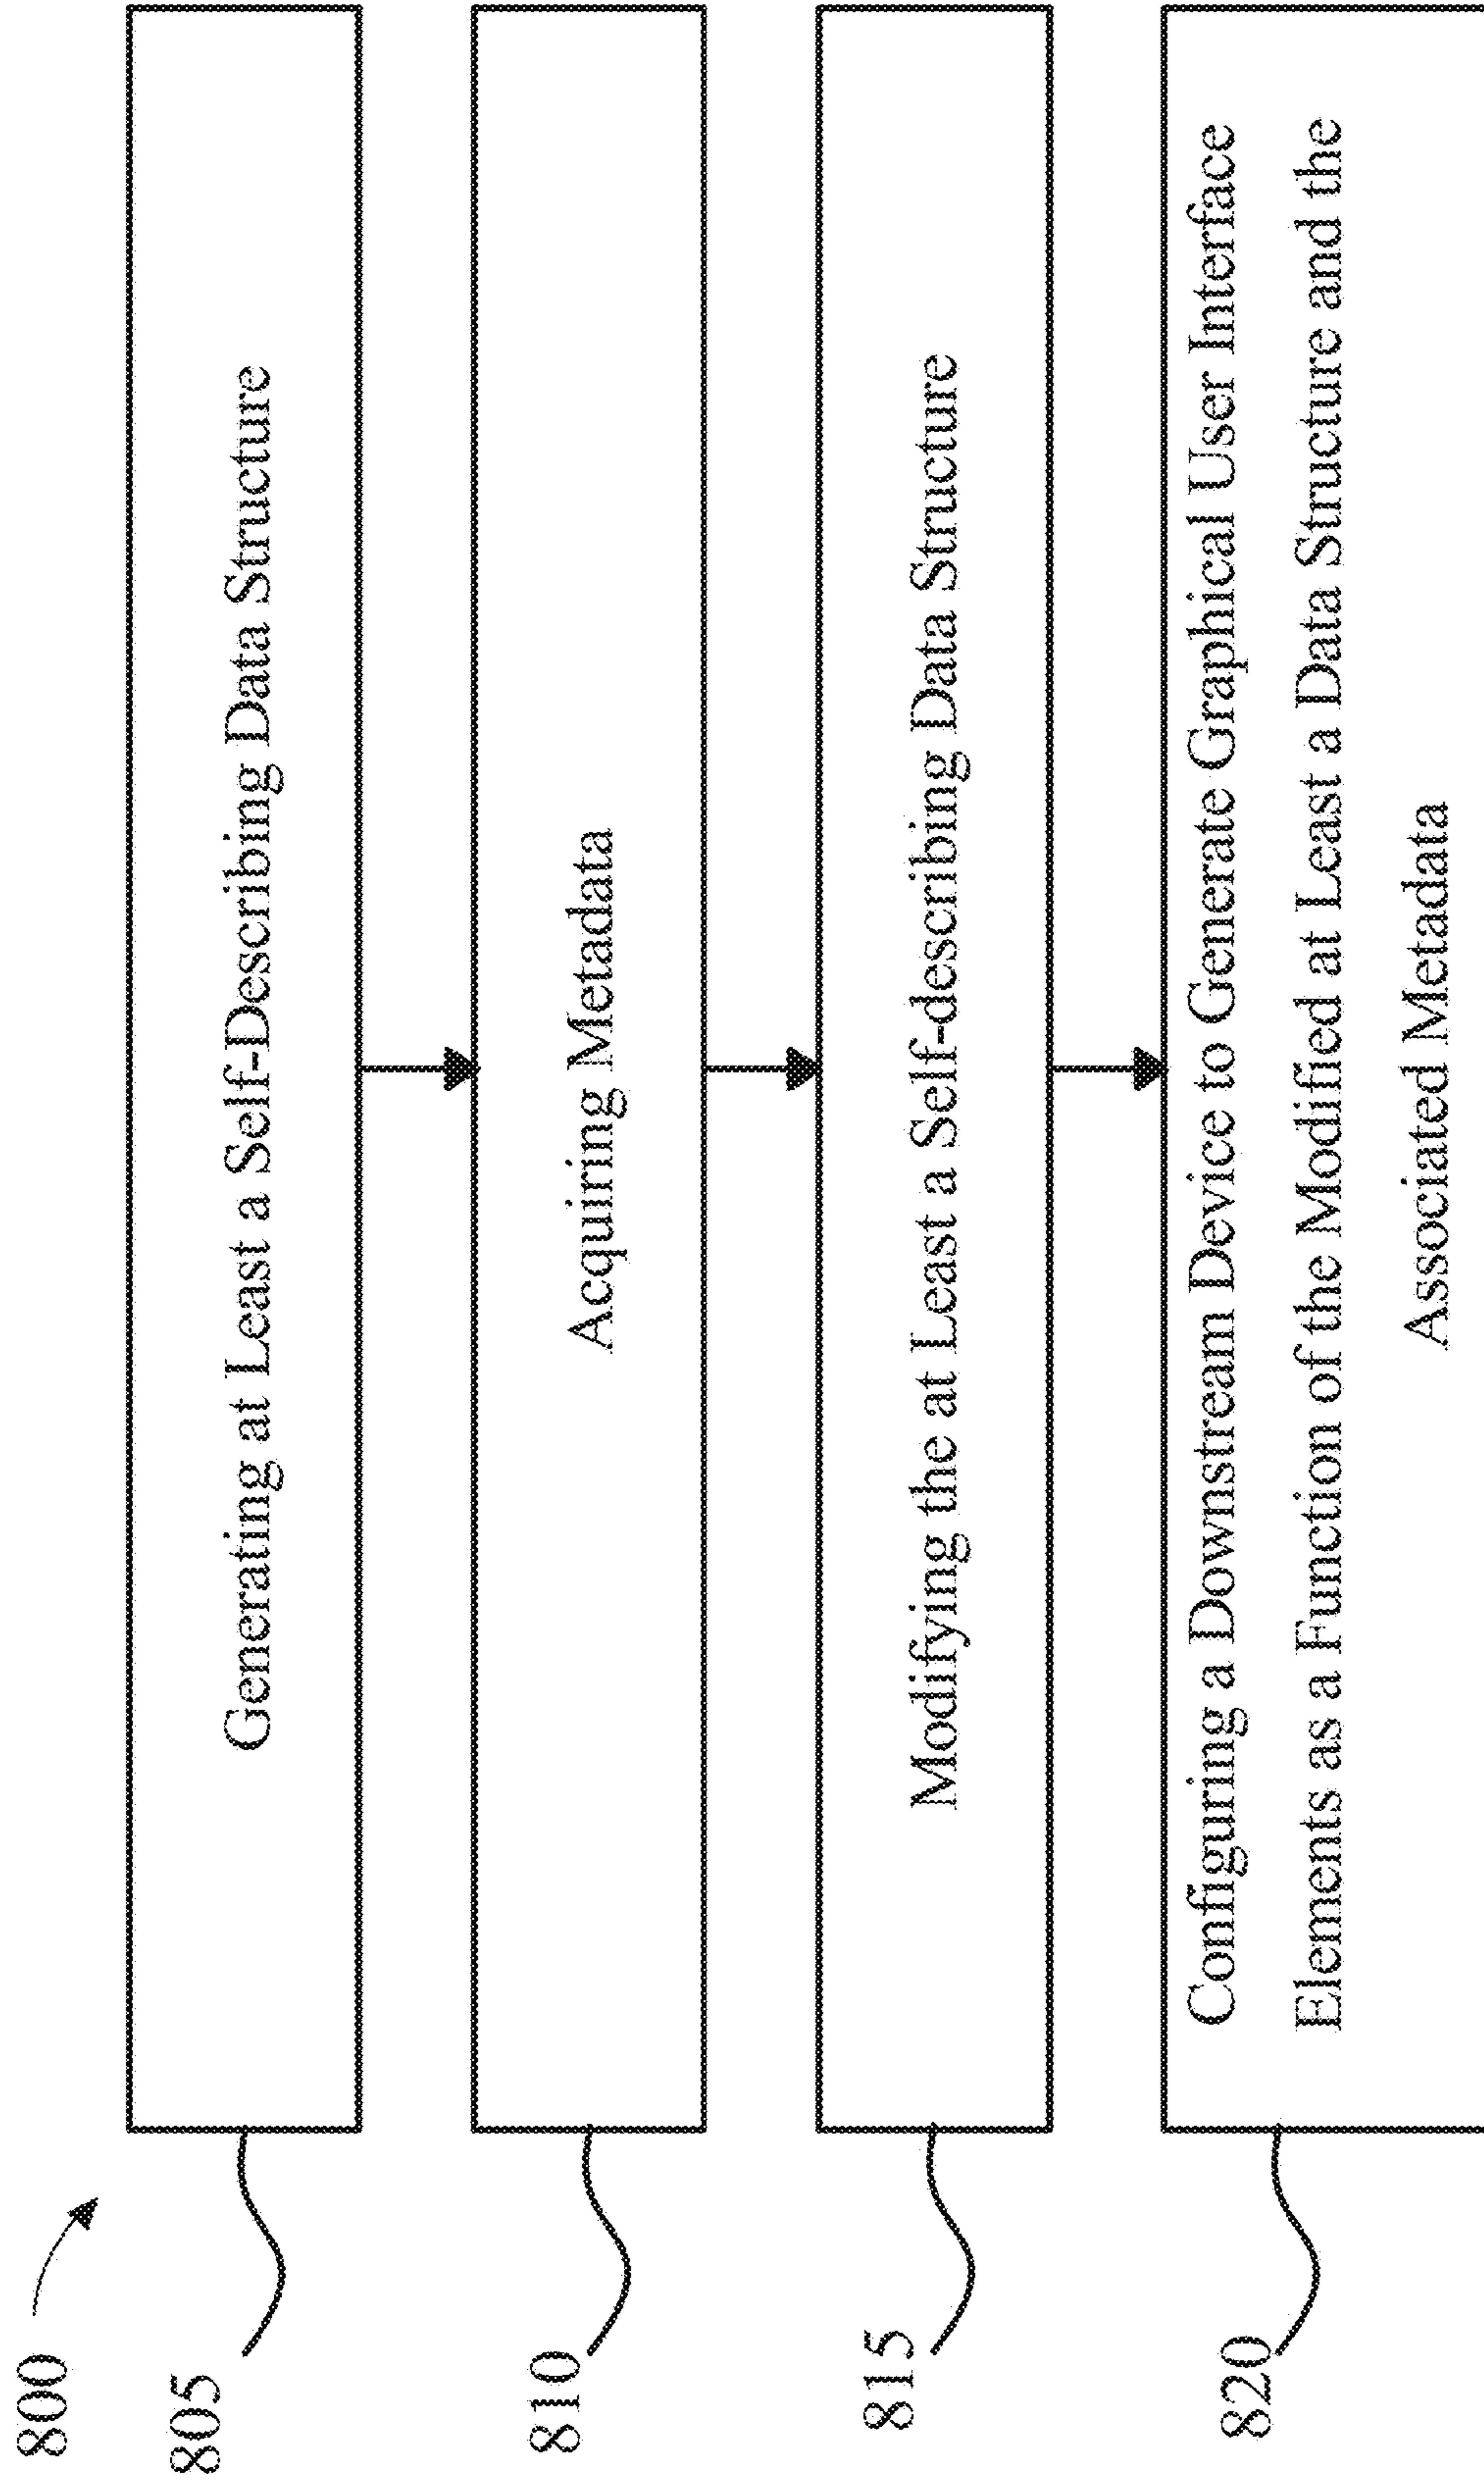 800
805
Generating at Least a Self-Describing Data Structure
810
Acquiring Metadata
815
Modifying the at Least a Self-describing Data Structure
820
Configuring a Downstream Device to Generate Graphical User Interface
Elements as a Function of the Modified at Least a Data Structure and the
Associated Metadata